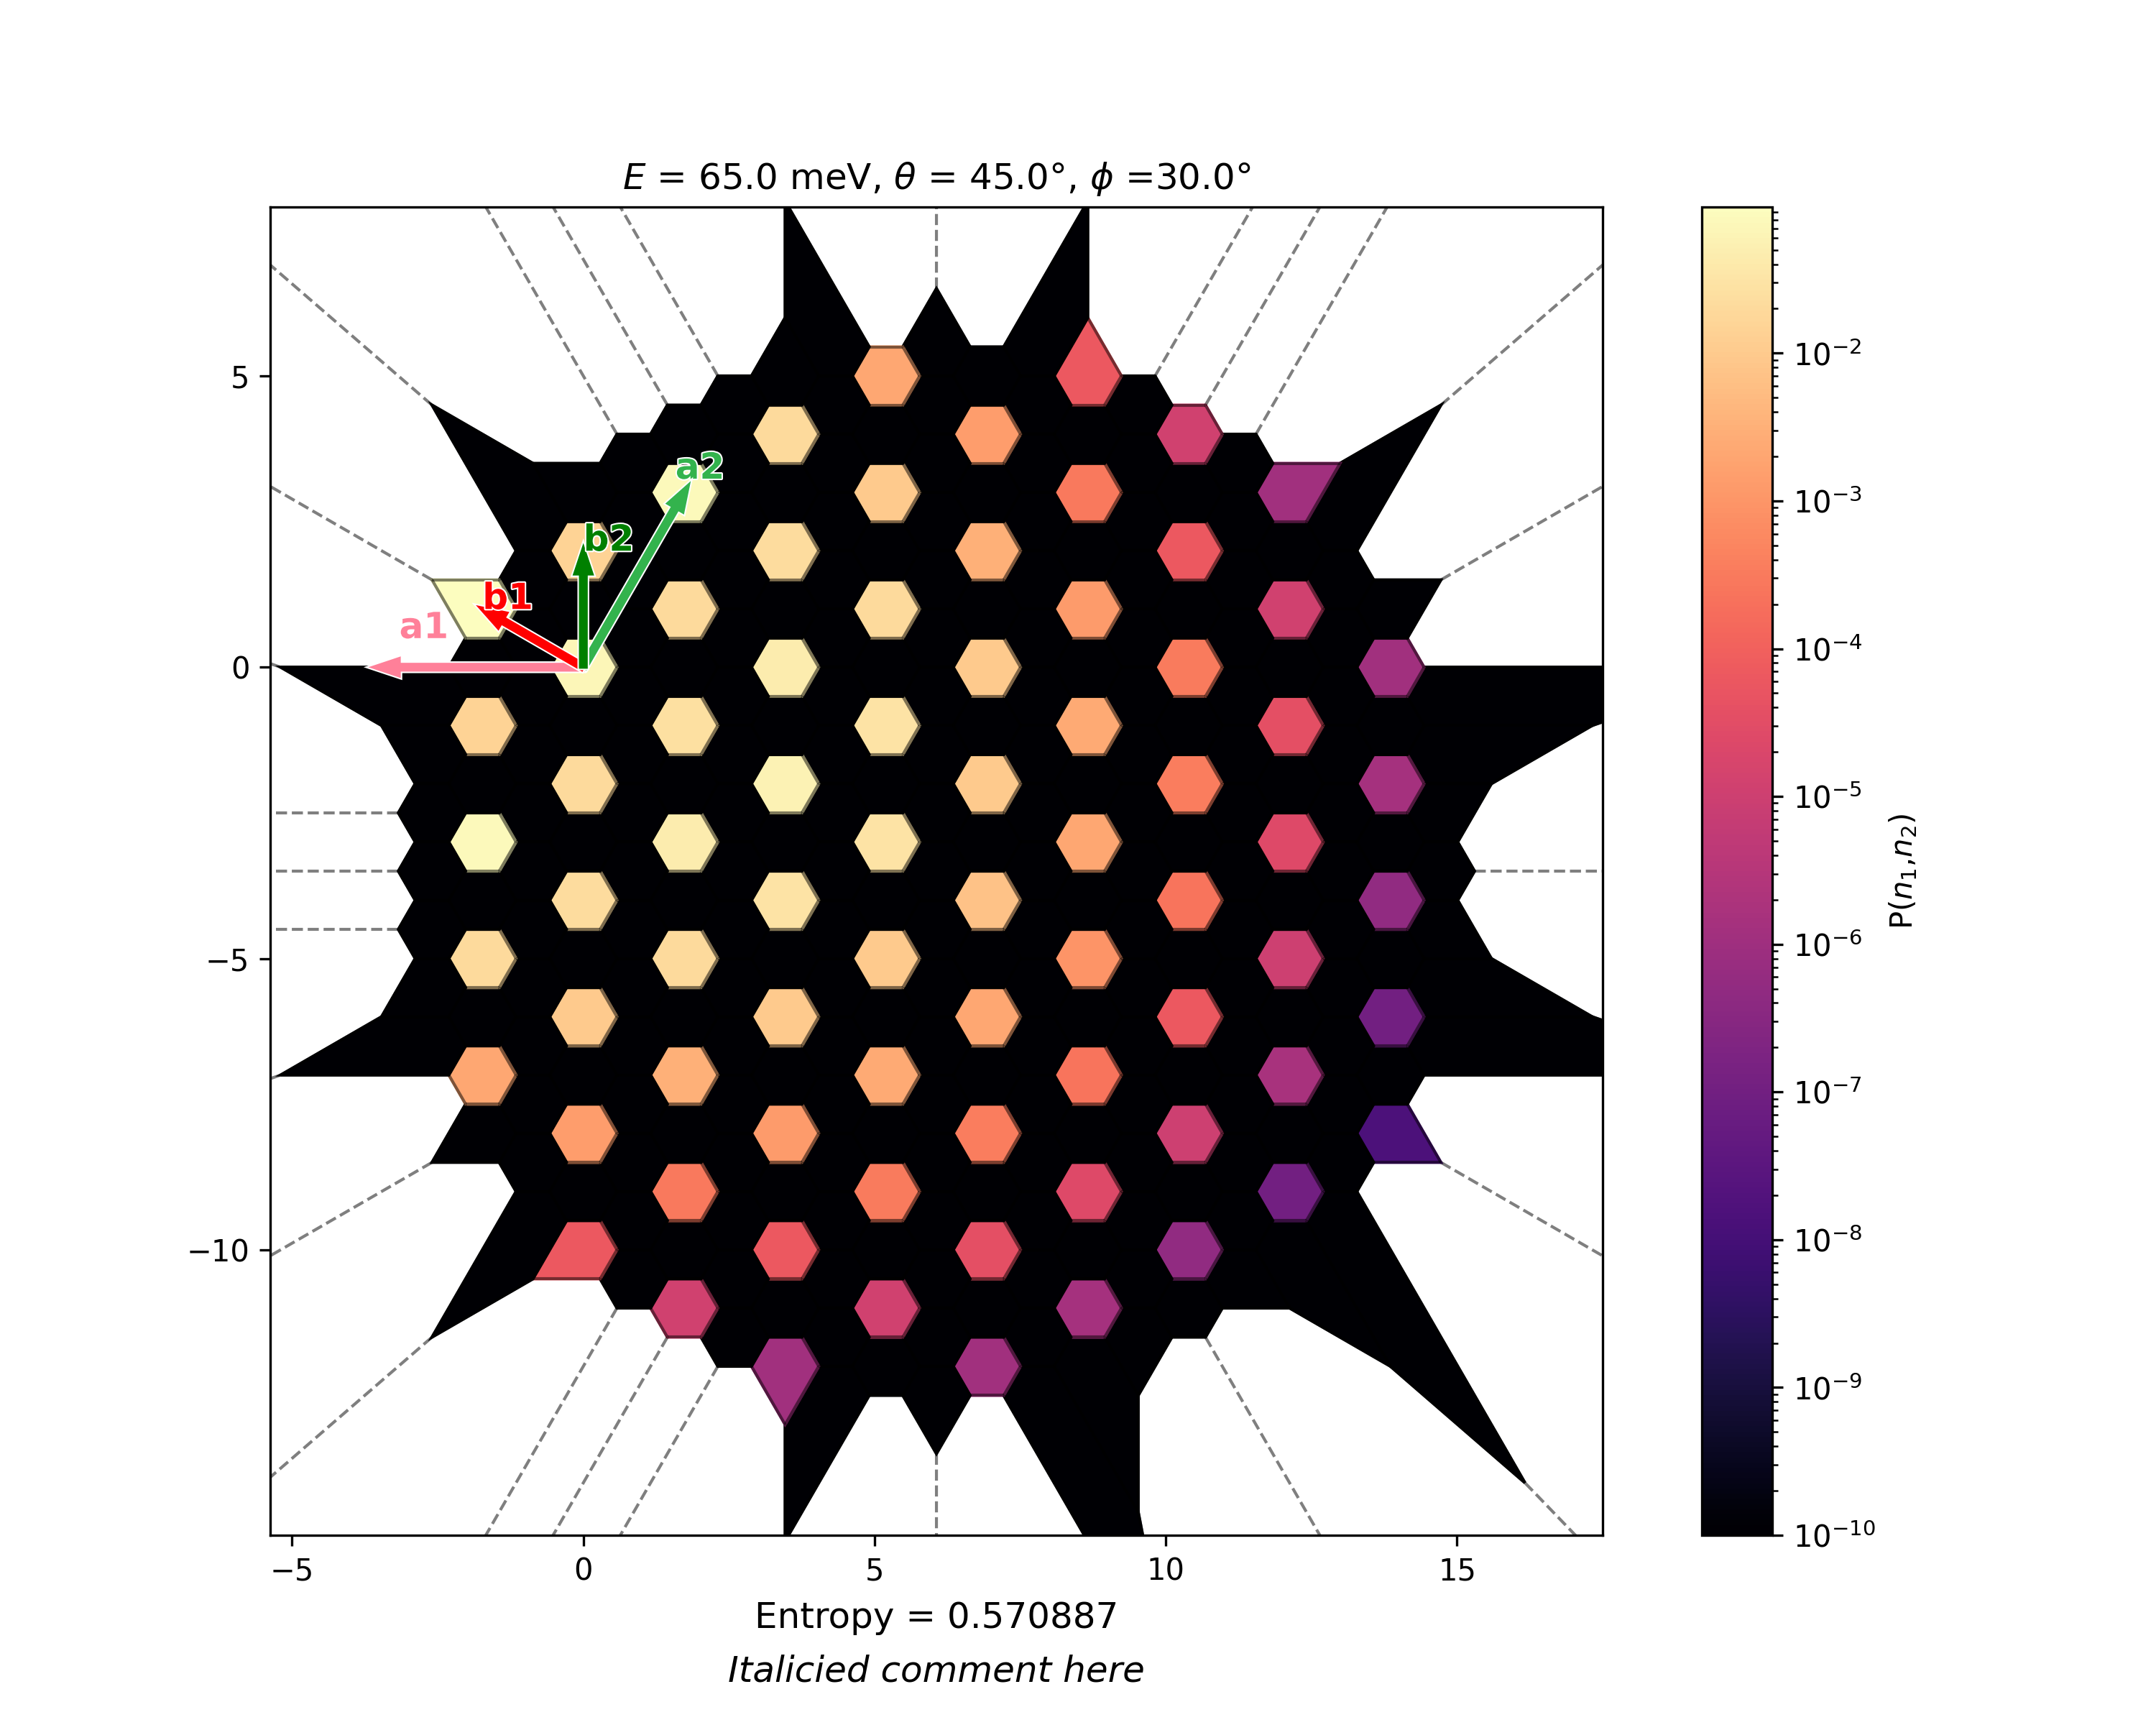 E = 65.0 meV, θ = 45.0°, ϕ =30.0°
a2
b2
b1
a1
5
0
−5
−10
−5 0 5 10 15
Entropy = 0.570887
Italicied comment here
10⁻²
10⁻³
10⁻⁴
10⁻⁵
10⁻⁶
10⁻⁷
10⁻⁸
10⁻⁹
10⁻¹⁰
P(n₁,n₂)